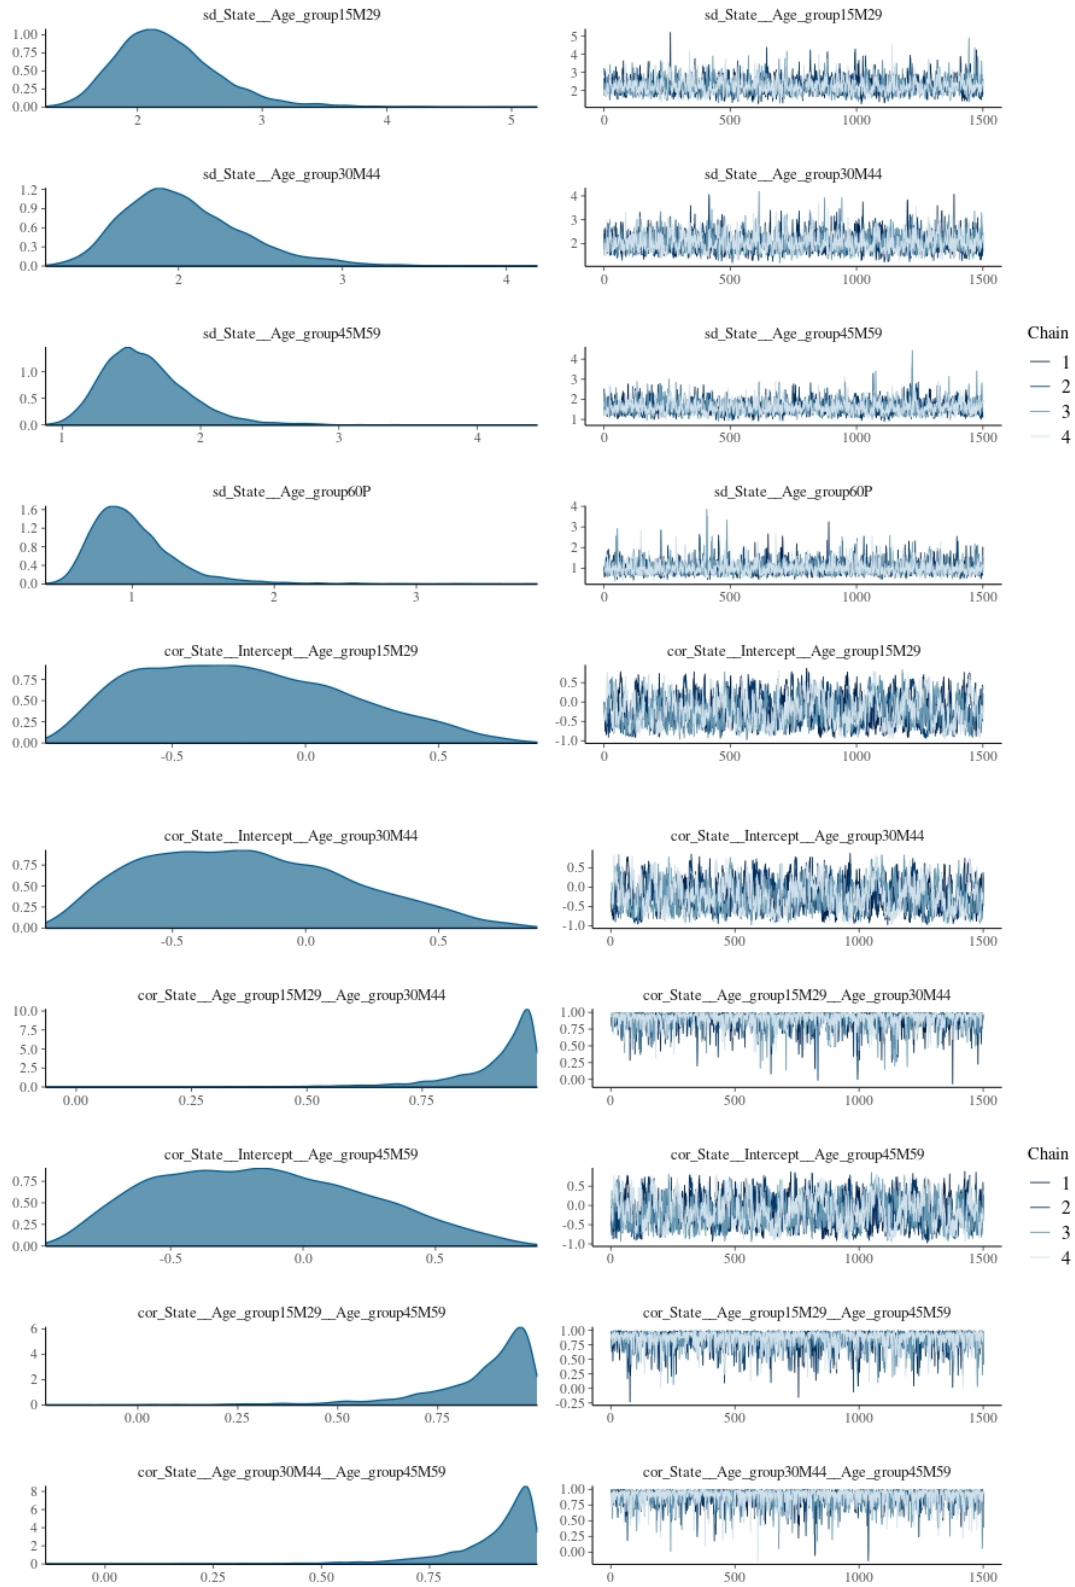 sd_State__Age_group15M29
1.00
0.75
0.50
0.25
0.00
2 3 4 5
sd_State__Age_group15M29
5
4
3
2
0 500 1000 1500
sd_State__Age_group30M44
1.2
0.9
0.6
0.3
0.0
2 3 4
sd_State__Age_group30M44
4
3
2
0 500 1000 1500
sd_State__Age_group45M59
1.0
0.5
0.0
1 2 3 4
sd_State__Age_group45M59
4
3
2
1
0 500 1000 1500
Chain
1
2
3
4
sd_State__Age_group60P
1.6
1.2
0.8
0.4
0.0
1 2 3
sd_State__Age_group60P
4
3
2
1
0 500 1000 1500
cor_State__Intercept__Age_group15M29
0.75
0.50
0.25
0.00
-0.5 0.0 0.5
cor_State__Intercept__Age_group15M29
0.5
0.0
-0.5
-1.0
0 500 1000 1500
cor_State__Intercept__Age_group30M44
0.75
0.50
0.25
0.00
-0.5 0.0 0.5
cor_State__Intercept__Age_group30M44
0.5
0.0
-0.5
-1.0
0 500 1000 1500
cor_State__Age_group15M29__Age_group30M44
10.0
7.5
5.0
2.5
0.0
0.00 0.25 0.50 0.75
cor_State__Age_group15M29__Age_group30M44
1.00
0.75
0.50
0.25
0.00
0 500 1000 1500
cor_State__Intercept__Age_group45M59
0.75
0.50
0.25
0.00
-0.5 0.0 0.5
cor_State__Intercept__Age_group45M59
0.5
0.0
-0.5
-1.0
0 500 1000 1500
Chain
1
2
3
4
cor_State__Age_group15M29__Age_group45M59
6
4
2
0
0.00 0.25 0.50 0.75
cor_State__Age_group15M29__Age_group45M59
1.00
0.75
0.50
0.25
0.00
-0.25
0 500 1000 1500
cor_State__Age_group30M44__Age_group45M59
8
6
4
2
0
0.00 0.25 0.50 0.75
cor_State__Age_group30M44__Age_group45M59
1.00
0.75
0.50
0.25
0.00
0 500 1000 1500